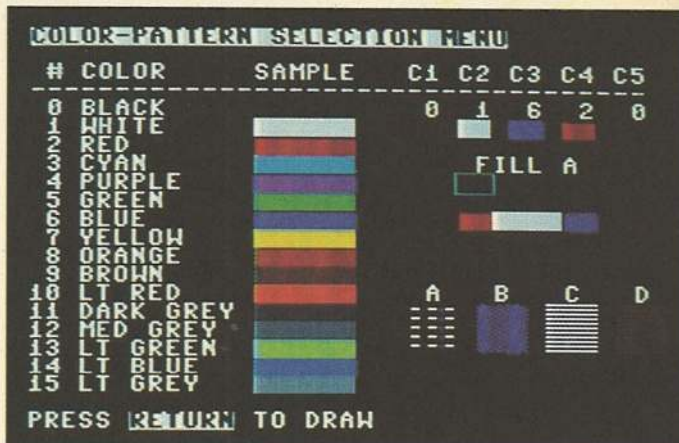 COLOR-PATTERN SELECTION MENU
# COLOR SAMPLE C1 C2 C3 C4 C5
0 BLACK 0 1 6 2 0
1 WHITE
2 RED
3 CYAN FILL A
4 PURPLE
5 GREEN
6 BLUE
7 YELLOW
8 ORANGE
9 BROWN
10 LT RED A B C D
11 DARK GREY
12 MED GREY
13 LT GREEN
14 LT BLUE
15 LT GREY
PRESS RETURN TO DRAW